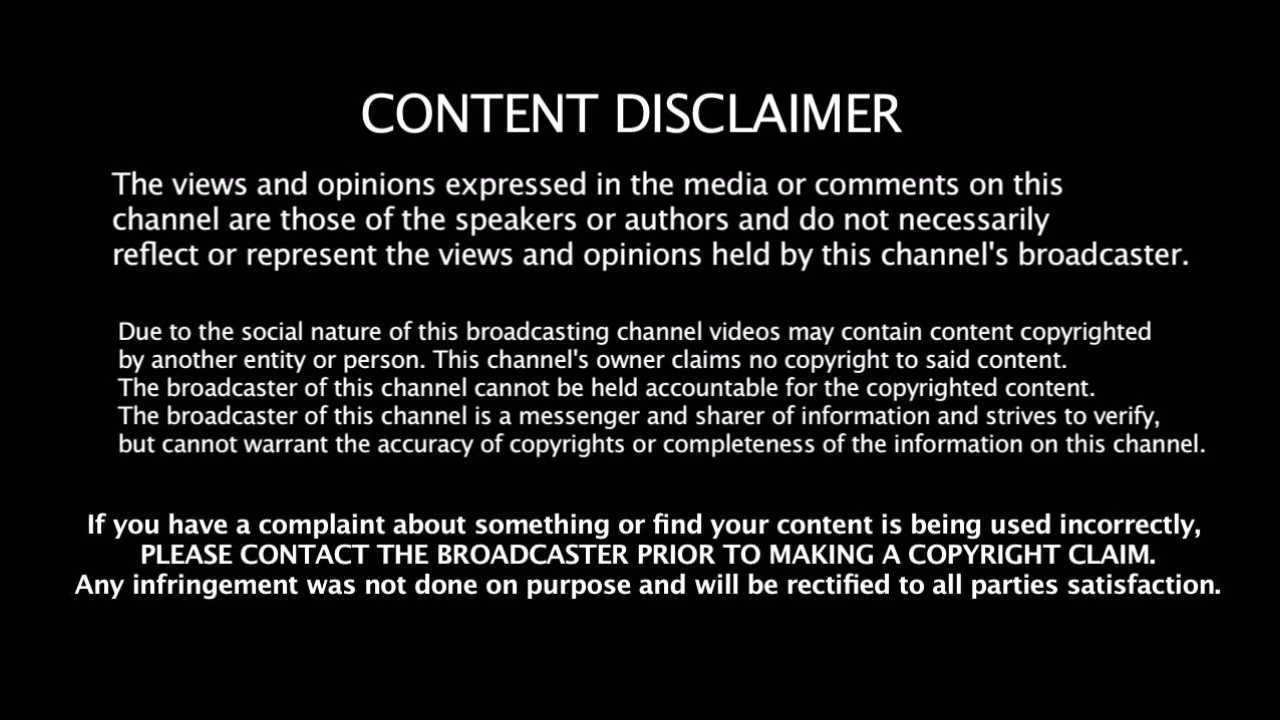 CONTENT DISCLAIMER
The views and opinions expressed in the media or comments on this
channel are those of the speakers or authors and do not necessarily
reflect or represent the views and opinions held by this channel's broadcaster.
Due to the social nature of this broadcasting channel videos may contain content copyrighted
by another entity or person. This channel's owner claims no copyright to said content.
The broadcaster of this channel cannot be held accountable for the copyrighted content.
The broadcaster of this channel is a messenger and sharer of information and strives to verify,
but cannot warrant the accuracy of copyrights or completeness of the information on this channel.
If you have a complaint about something or find your content is being used incorrectly,
PLEASE CONTACT THE BROADCASTER PRIOR TO MAKING A COPYRIGHT CLAIM.
Any infringement was not done on purpose and will be rectified to all parties satisfaction.